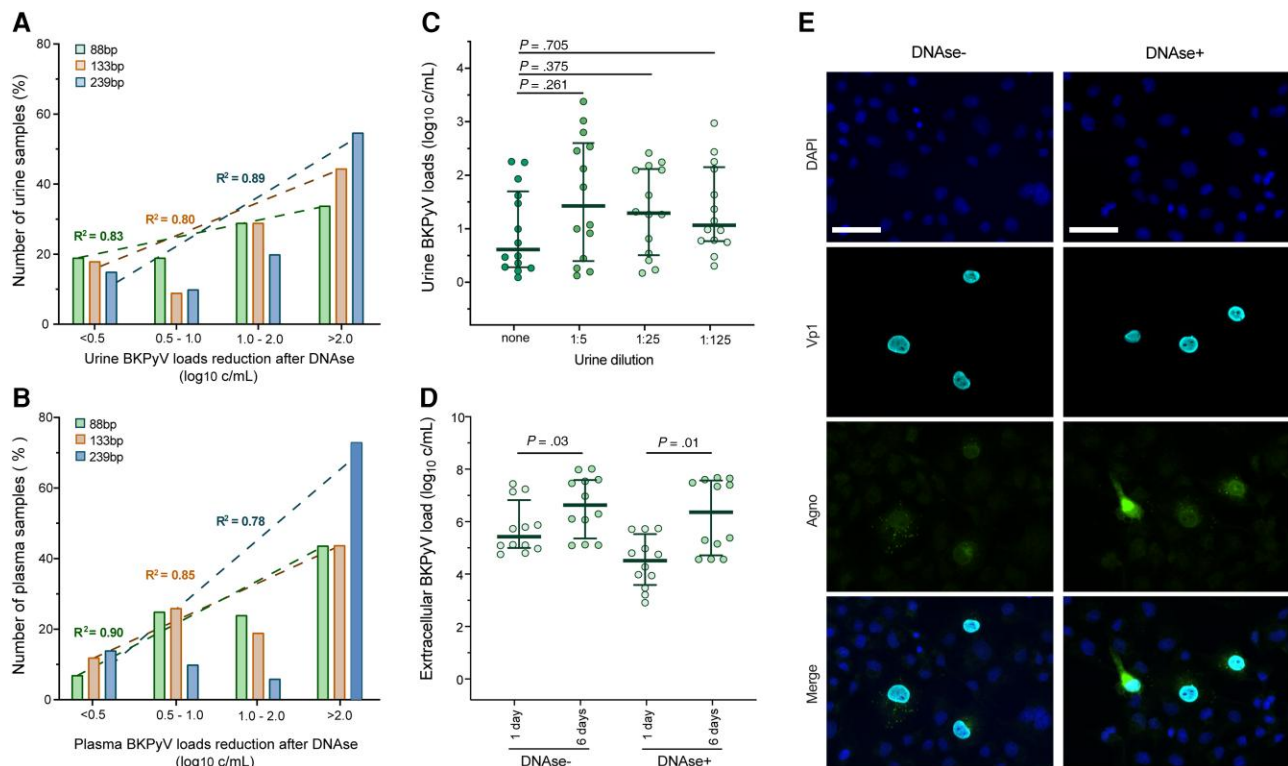 A
80
60
40
20
0
Number of urine samples (%)
88bp
133bp
239bp
R² = 0.83
R² = 0.80
R² = 0.89
<0.5
0.5 - 1.0
1.0 - 2.0
>2.0
Urine BKPyV loads reduction after DNAse
(log10 c/mL)
B
80
60
40
20
0
Number of plasma samples ( % )
88bp
133bp
239bp
R² = 0.90
R² = 0.85
R² = 0.78
<0.5
0.5 - 1.0
1.0 - 2.0
>2.0
Plasma BKPyV loads reduction after DNAse
(log10 c/mL)
C
P = .705
P = .375
P = .261
4
3
2
1
0
Urine BKPyV loads (log10 c/mL)
none
1:5
1:25
1:125
Urine dilution
D
10
8
6
4
2
0
Exrtracellular BKPyV load (log10 c/mL)
P = .03
P = .01
1 day
6 days
1 day
6 days
DNAse-
DNAse+
E
DNAse-
DNAse+
DAPI
Vp1
Agno
Merge